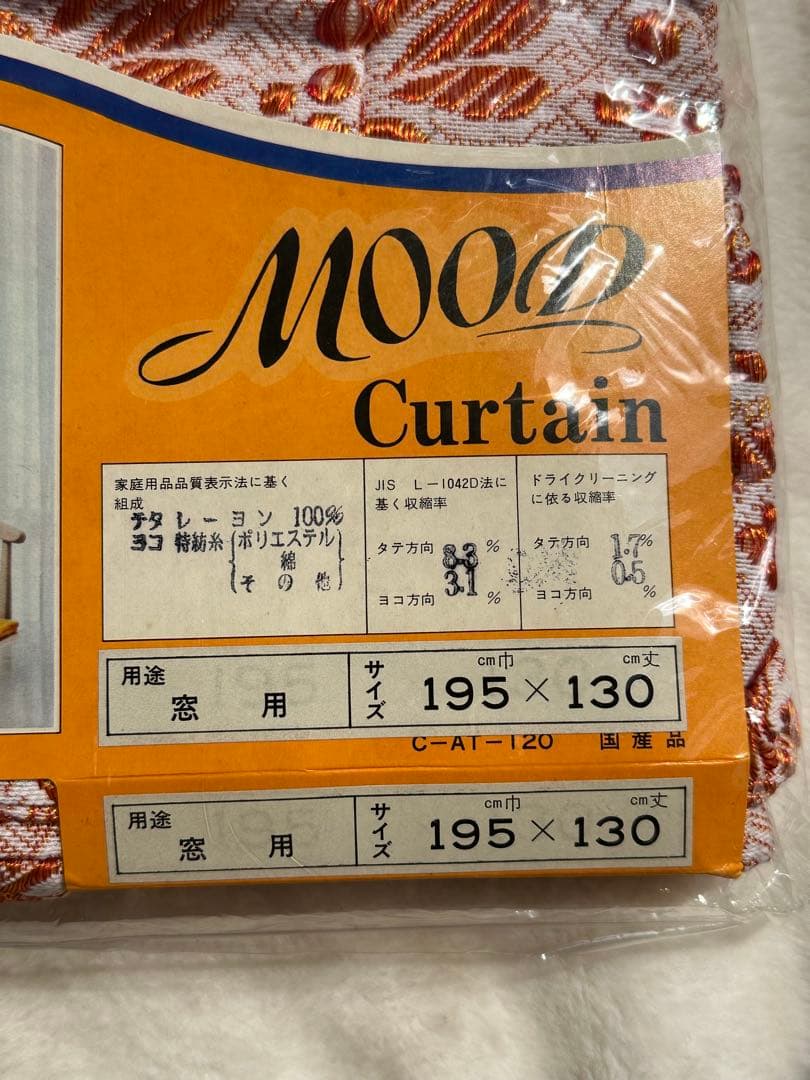 MOOD
Curtain
家庭用品品質表示法に基く
組成
タテ レーヨン 100%
ヨコ 特紡糸{ポリエステル
綿
その他}
JIS L-1042D法に
基く収縮率
タテ方向 8.3 %
ヨコ方向 3.1 %
ドライクリーニング
に依る収縮率
タテ方向 1.7%
ヨコ方向 0.5 %
用途
窓用
サイズ
cm巾 cm丈
195×130
C-AT-120 国産品
用途
窓用
サイズ
cm巾 cm丈
195×130